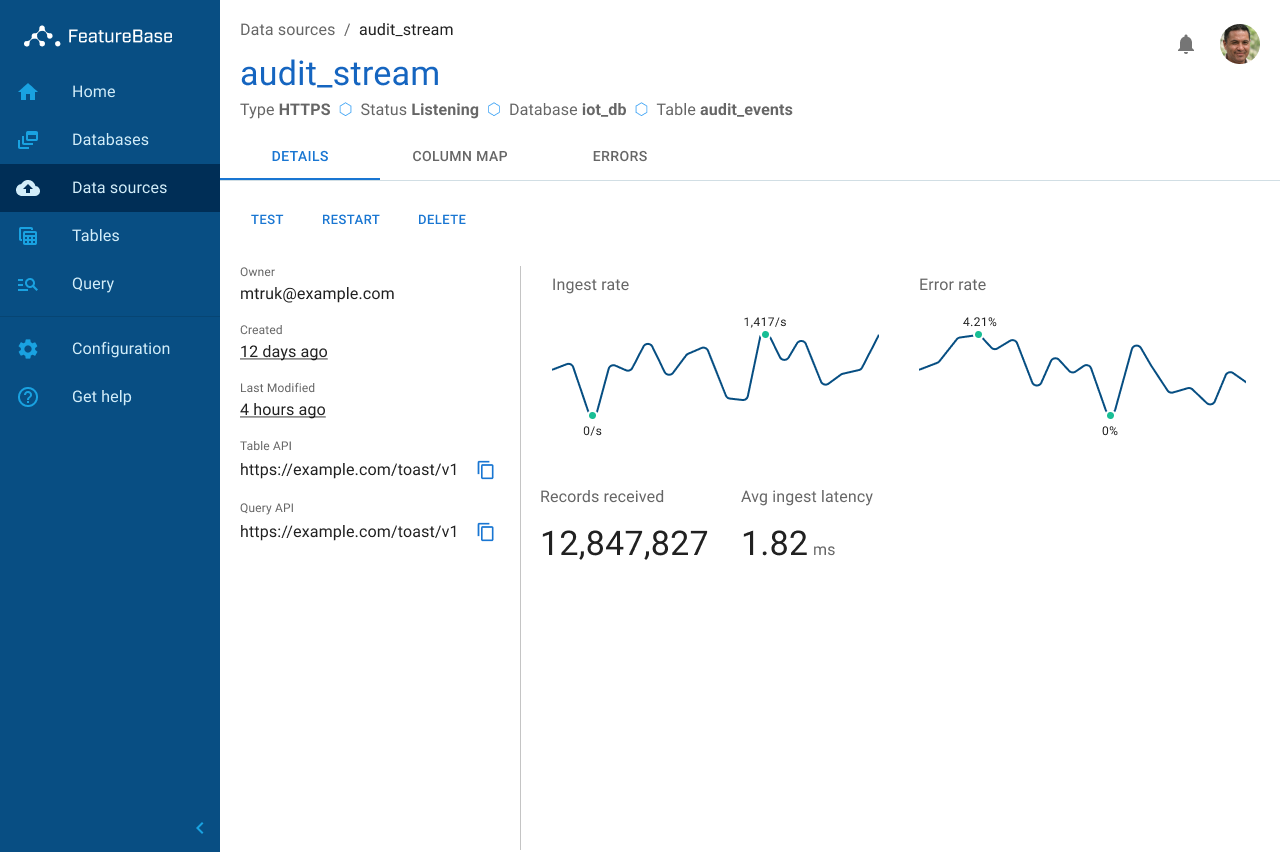 FeatureBase
Home
Databases
Data sources
Tables
Query
Configuration
Get help
Data sources / audit_stream
audit_stream
Type HTTPS Status Listening Database iot_db Table audit_events
DETAILS COLUMN MAP ERRORS
TEST RESTART DELETE
Owner
mtruk@example.com
Created
12 days ago
Last Modified
4 hours ago
Table API
https://example.com/toast/v1
Query API
https://example.com/toast/v1
Ingest rate
1,417/s
0/s
Error rate
4.21%
0%
Records received
12,847,827
Avg ingest latency
1.82 ms